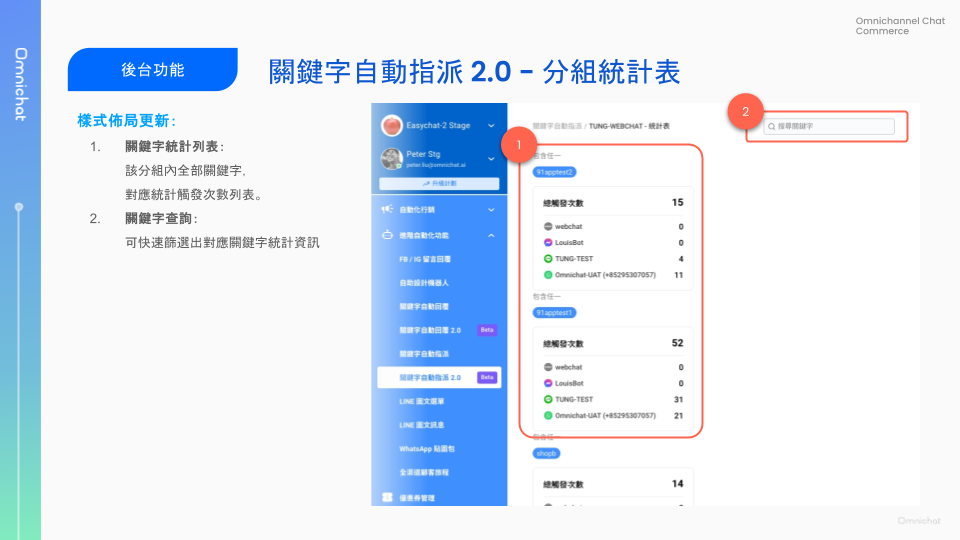 Omnichannel Chat
Commerce
Omnichat
後台功能
關鍵字自動指派 2.0 - 分組統計表
樣式佈局更新：
1. 關鍵字統計列表：
該分組內全部關鍵字，
對應統計觸發次數列表。
2. 關鍵字查詢：
可快速篩選出對應關鍵字統計資訊
Easychat-2 Stage
Peter Stg
peter.liu@omnichat.ai
升級計劃
自動化行銷
進階自動化功能
FB / IG 留言回覆
自助設計機器人
關鍵字自動回覆
關鍵字自動回覆 2.0 Beta
關鍵字自動指派
關鍵字自動指派 2.0 Beta
LINE 圖文選單
LINE 圖文訊息
WhatsApp 貼圖包
全渠道顧客旅程
優惠券管理
關鍵字自動指派 / TUNG-WEBCHAT - 統計表
2
搜尋關鍵字
1
包含任一
91apptest2
總觸發次數 15
webchat 0
LouisBot 0
TUNG-TEST 4
Omnichat-UAT (+85295307057) 11
包含任一
91apptest1
總觸發次數 52
webchat 0
LouisBot 0
TUNG-TEST 31
Omnichat-UAT (+85295307057) 21
包含任一
shopb
總觸發次數 14
Omnichat